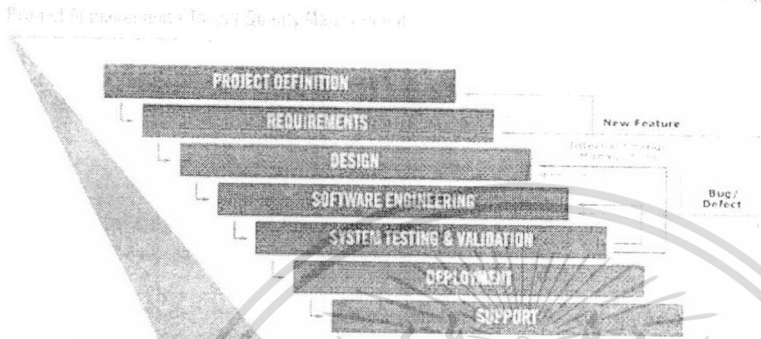 PROJECT DEFINITION
REQUIREMENTS
New Feature
DESIGN
Bug/
Defect
SOFTWARE ENGINEERING
SYSTEM TESTING & VALIDATION
DEPLOYMENT
SUPPORT